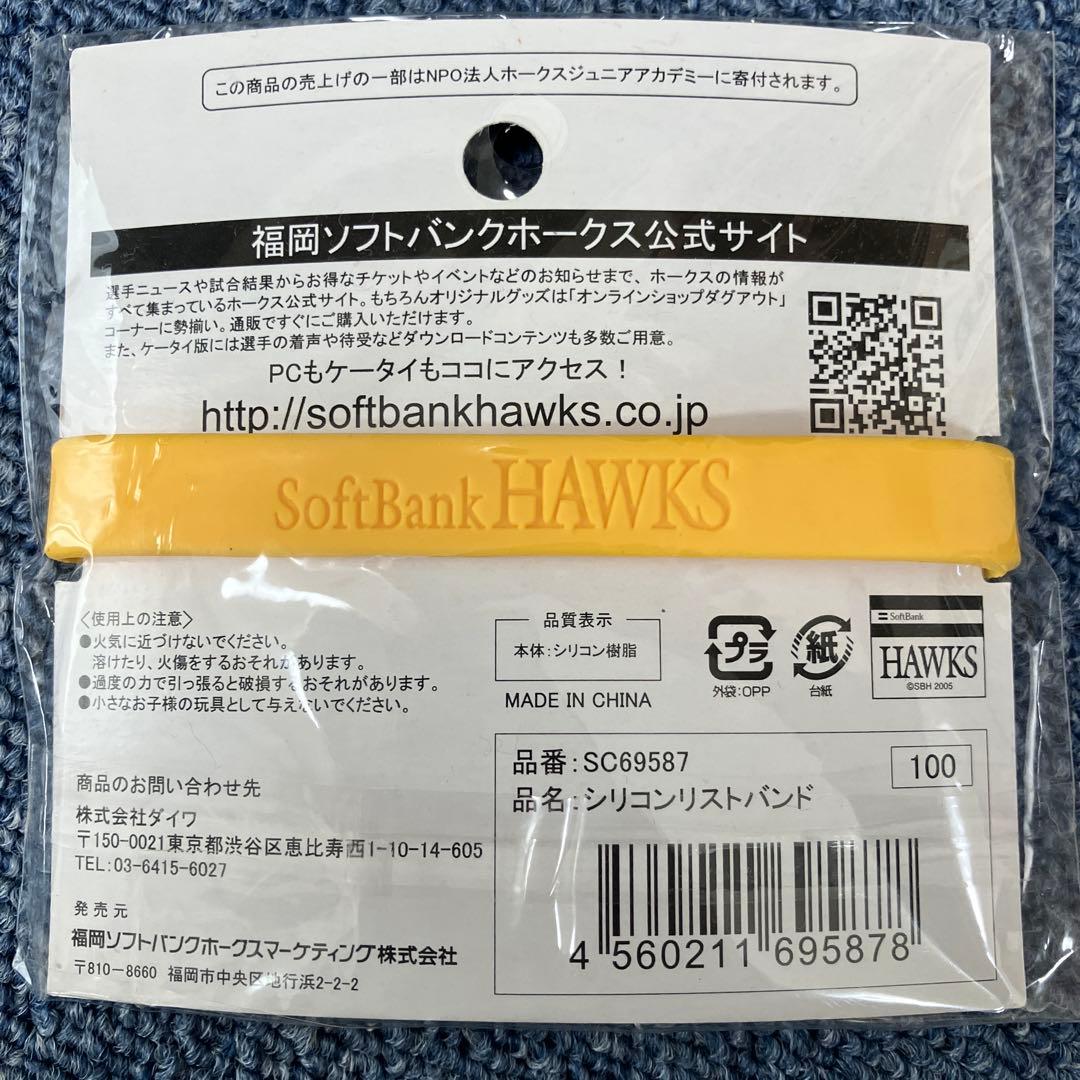 この商品の売上げの一部はNPO法人ホークスジュニアアカデミーに寄付されます。
福岡ソフトバンクホークス公式サイト
選手ニュースや試合結果からお得なチケットやイベントなどのお知らせまで、ホークスの情報が
すべて集まっているホークス公式サイト。もちろんオリジナルグッズは「オンラインショップダグアウト」
コーナーに勢揃い。通販ですぐにご購入いただけます。
また、ケータイ版には選手の着声や待受などダウンロードコンテンツも多数ご用意。
PCもケータイもココにアクセス！
http://softbankhawks.co.jp
SoftBank HAWKS
〈使用上の注意〉
●火気に近づけないでください。
溶けたり、火傷をするおそれがあります。
●過度の力で引っ張ると破損するおそれがあります。
●小さなお子様の玩具として与えないでください。
品質表示
本体:シリコン樹脂
MADE IN CHINA
プラ
外袋:OPP
紙
台紙
SoftBank
HAWKS
©SBH 2005
商品のお問い合わせ先
株式会社ダイワ
〒150-0021東京都渋谷区恵比寿西1-10-14-605
TEL:03-6415-6027
発売元
福岡ソフトバンクホークスマーケティング株式会社
〒810-8660 福岡市中央区地行浜2-2-2
品番:SC69587
100
品名:シリコンリストバンド
4 560211 695878